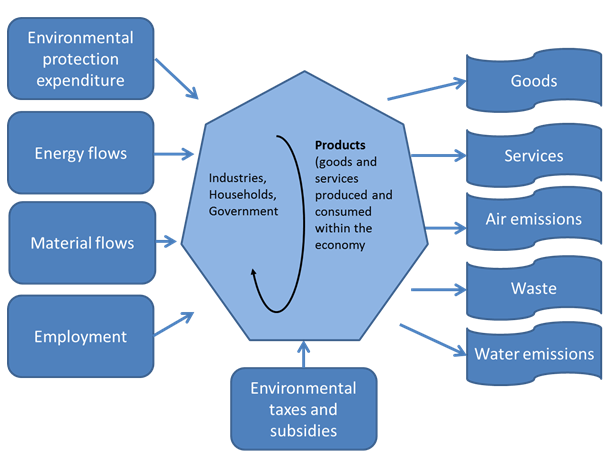 Environmental
protection
expenditure
Energy flows
Material flows
Employment
Industries,
Households,
Government
Products
(goods and
services
produced and
consumed
within the
economy
Environmental
taxes and
subsidies
Goods
Services
Air emissions
Waste
Water emissions